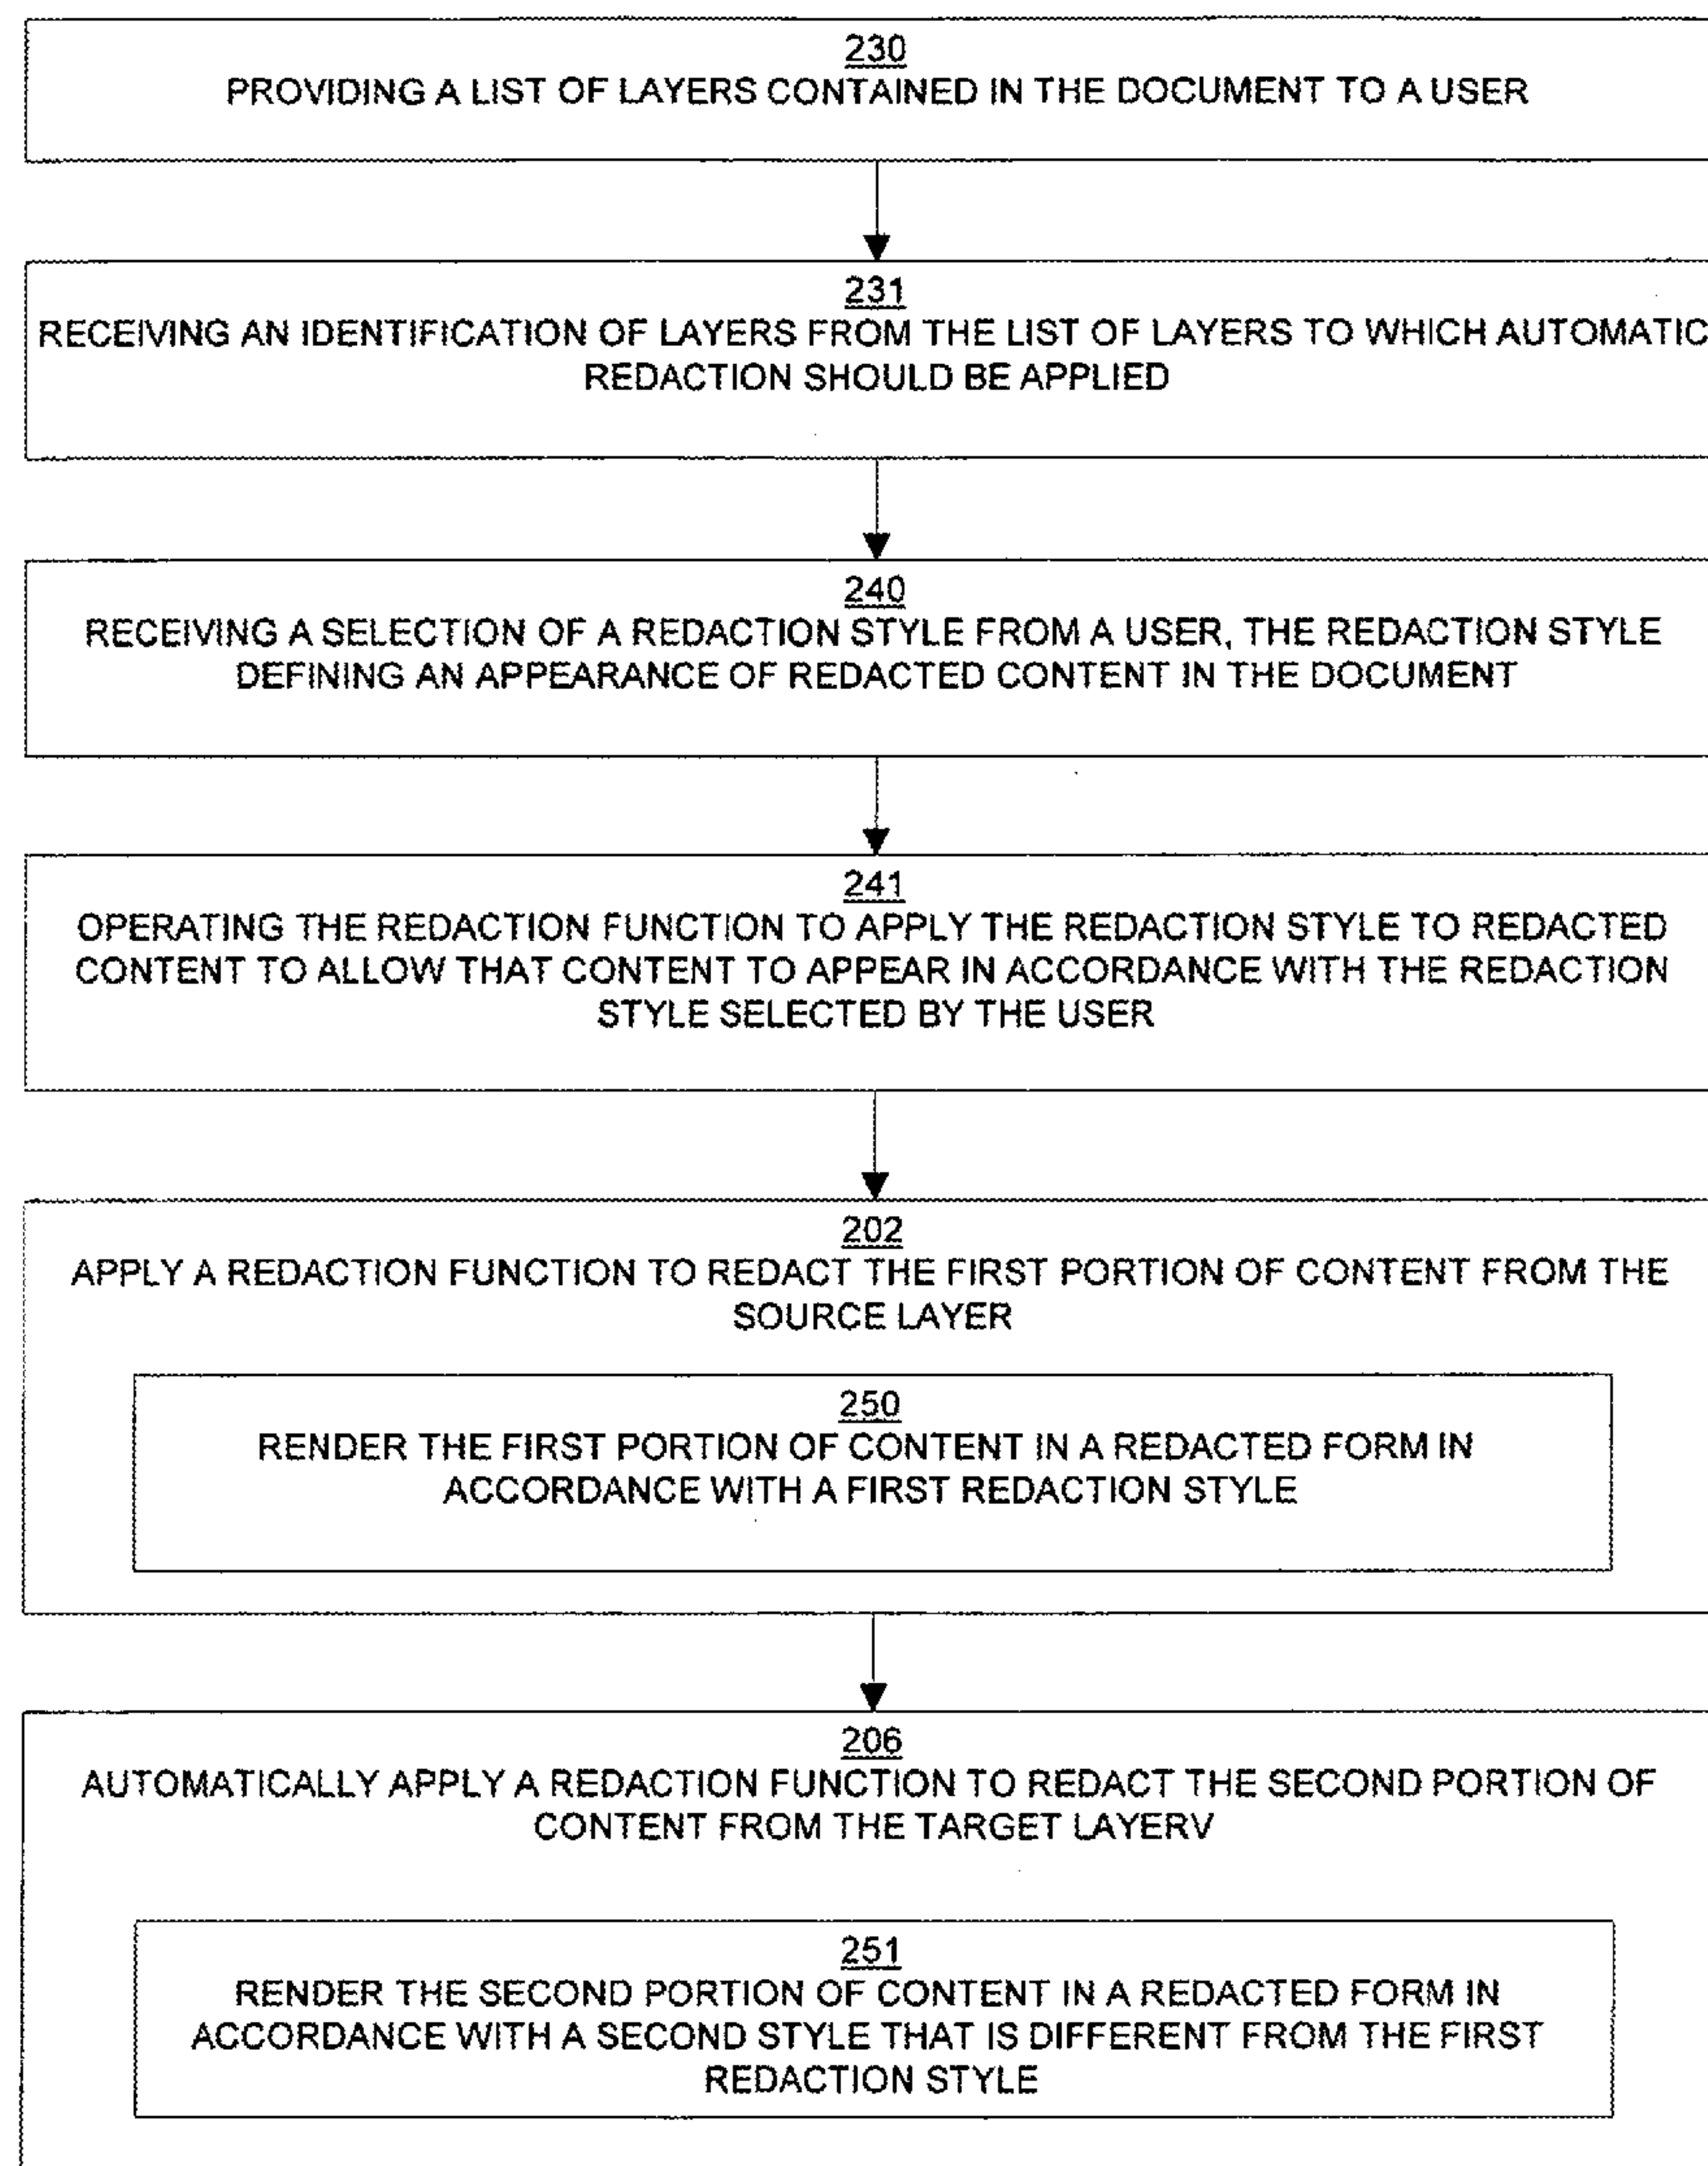 230
PROVIDING A LIST OF LAYERS CONTAINED IN THE DOCUMENT TO A USER
231
RECEIVING AN IDENTIFICATION OF LAYERS FROM THE LIST OF LAYERS TO WHICH AUTOMATIC
REDACTION SHOULD BE APPLIED
240
RECEIVING A SELECTION OF A REDACTION STYLE FROM A USER, THE REDACTION STYLE
DEFINING AN APPEARANCE OF REDACTED CONTENT IN THE DOCUMENT
241
OPERATING THE REDACTION FUNCTION TO APPLY THE REDACTION STYLE TO REDACTED
CONTENT TO ALLOW THAT CONTENT TO APPEAR IN ACCORDANCE WITH THE REDACTION
STYLE SELECTED BY THE USER
202
APPLY A REDACTION FUNCTION TO REDACT THE FIRST PORTION OF CONTENT FROM THE
SOURCE LAYER
250
RENDER THE FIRST PORTION OF CONTENT IN A REDACTED FORM IN
ACCORDANCE WITH A FIRST REDACTION STYLE
206
AUTOMATICALLY APPLY A REDACTION FUNCTION TO REDACT THE SECOND PORTION OF
CONTENT FROM THE TARGET LAYERV
251
RENDER THE SECOND PORTION OF CONTENT IN A REDACTED FORM IN
ACCORDANCE WITH A SECOND STYLE THAT IS DIFFERENT FROM THE FIRST
REDACTION STYLE